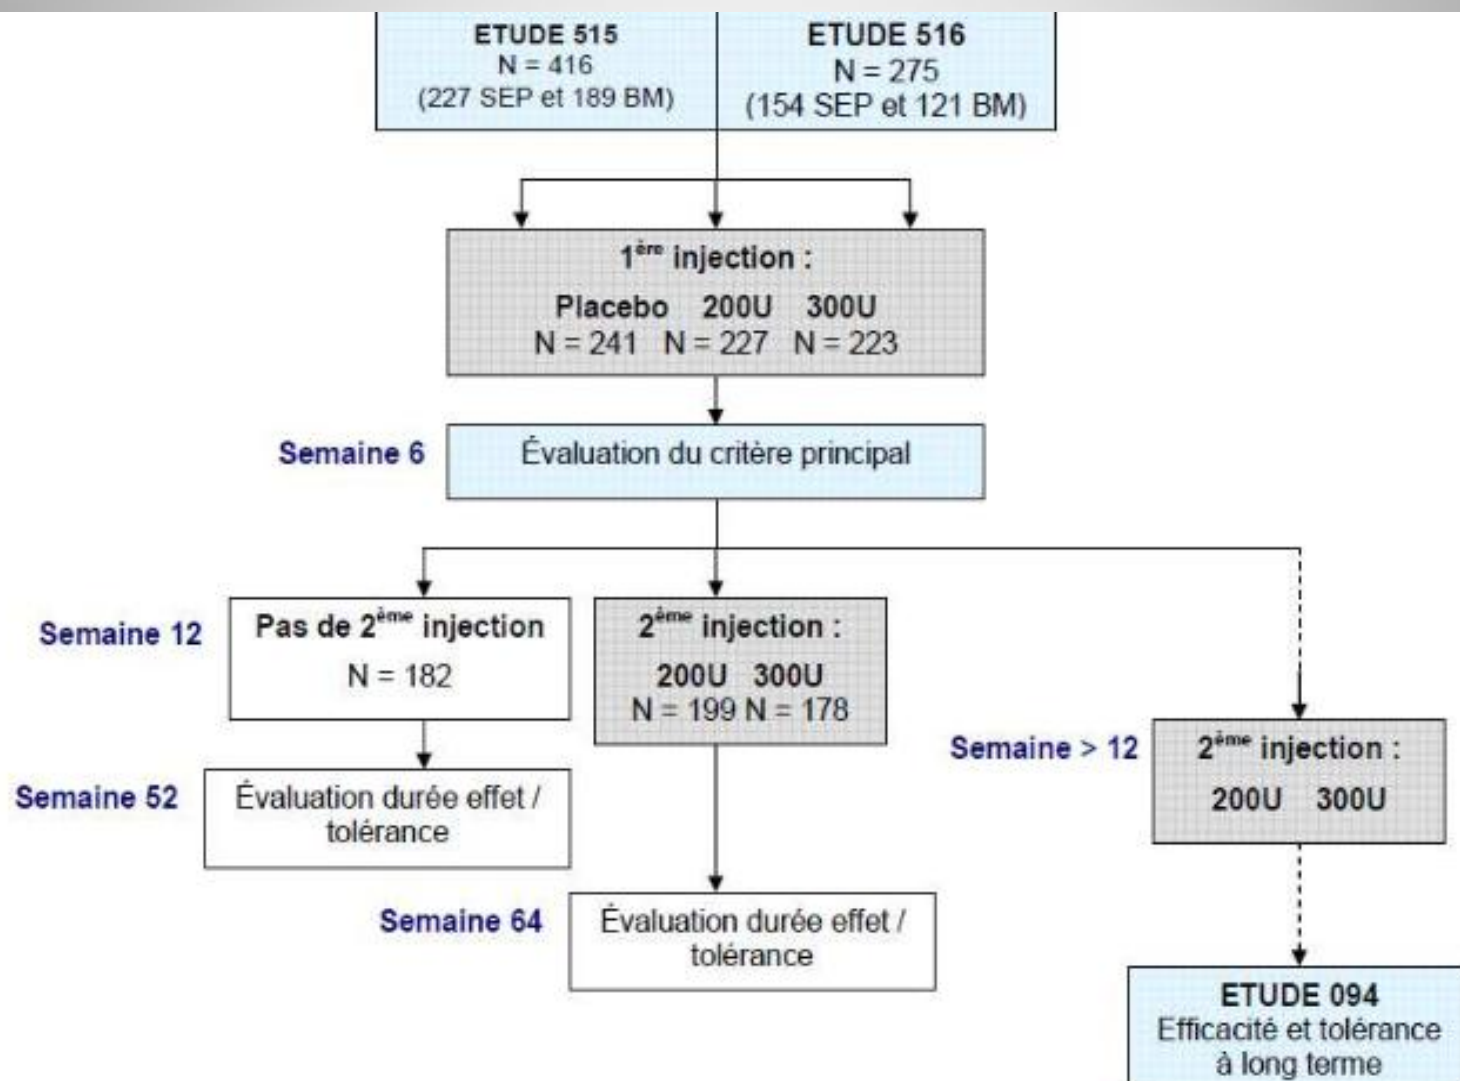 ETUDE 515
N = 416
(227 SEP et 189 BM)
ETUDE 516
N = 275
(154 SEP et 121 BM)
1ère injection :
Placebo 200U 300U
N = 241 N = 227 N = 223
Semaine 6
Évaluation du critère principal
Semaine 12
Pas de 2ème injection
N = 182
2ème injection :
200U 300U
N = 199 N = 178
Semaine > 12
2ème injection :
200U 300U
Semaine 52
Évaluation durée effet /
tolérance
Semaine 64
Évaluation durée effet /
tolérance
ETUDE 094
Efficacité et tolérance
à long terme